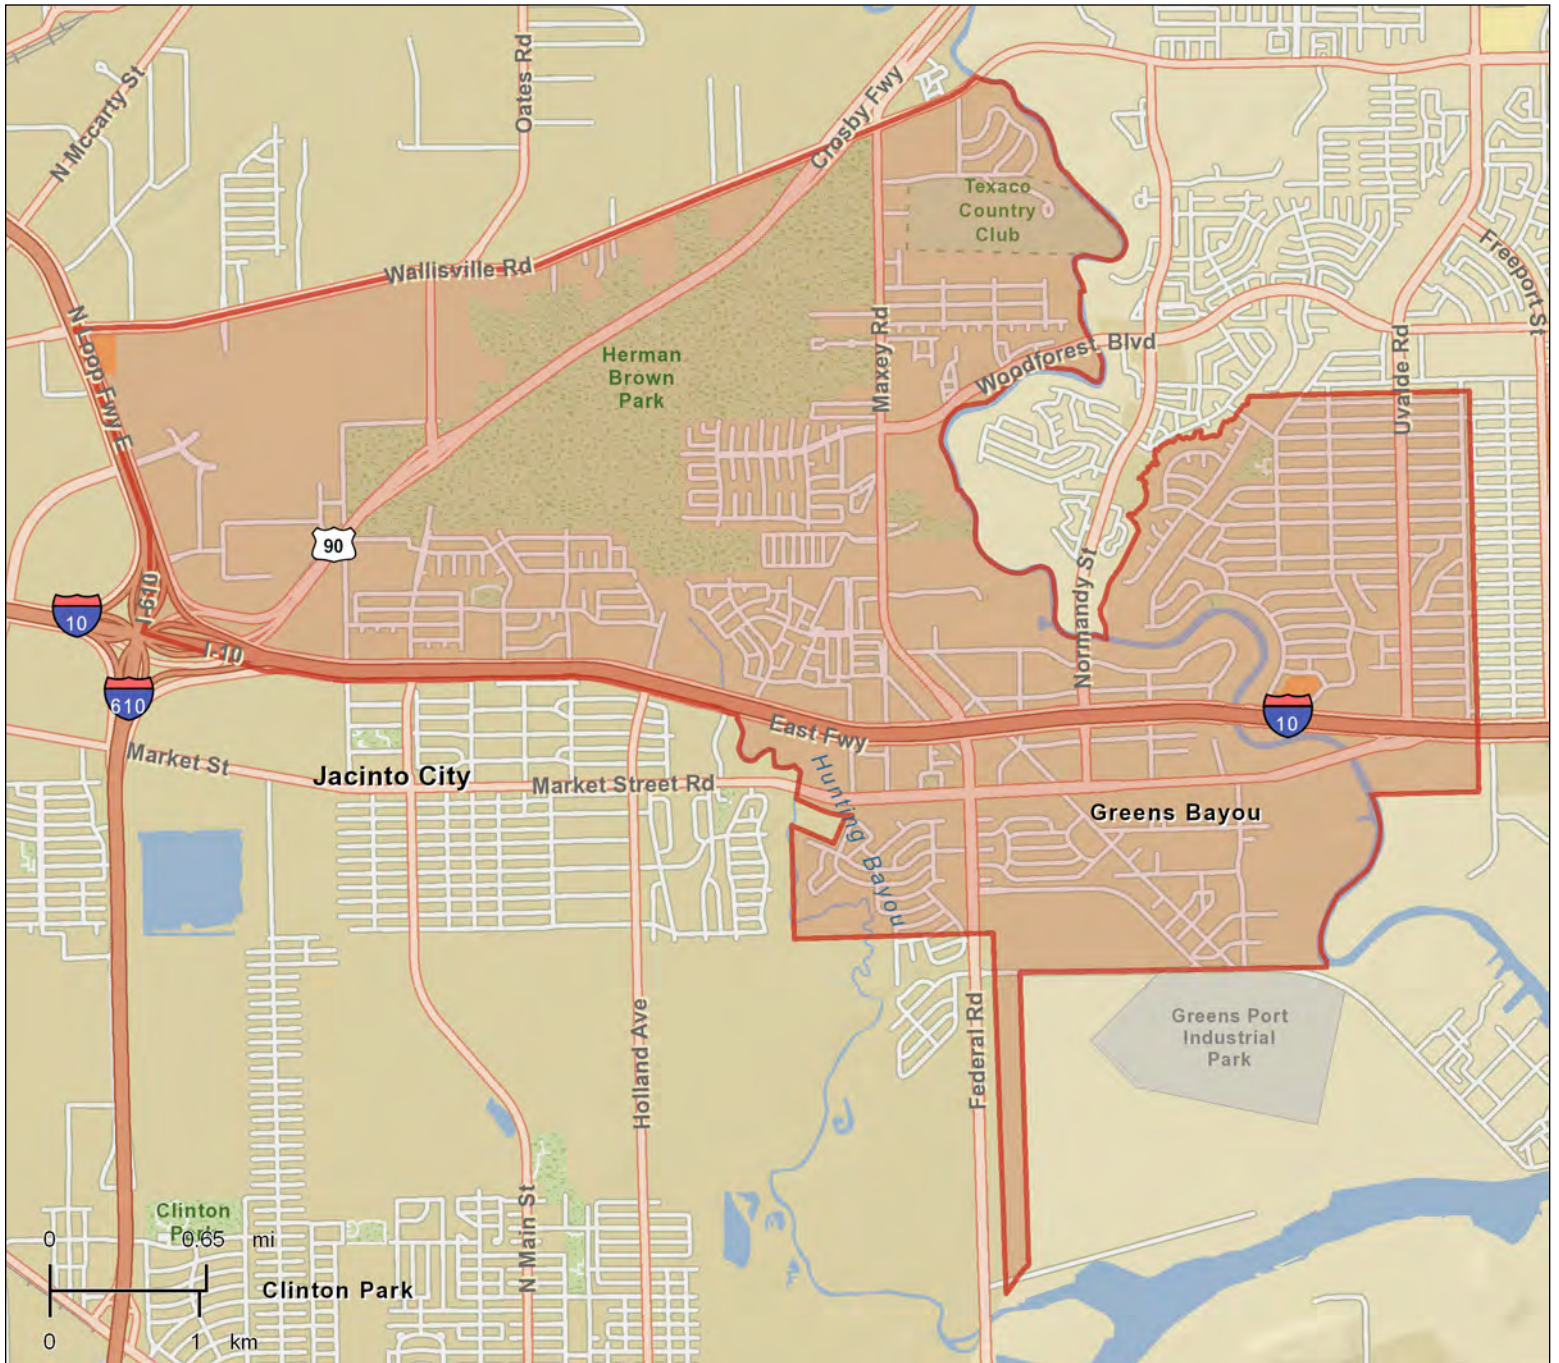 N Mccarty St
Oates Rd
Crosby Fwy
Texaco
Country
Club
Freeport St
Wallisville Rd
N Loop Fwy E
Herman
Brown
Park
Maxey Rd
Woodforest Blvd
Uvalde Rd
90
I-610
10
I-10
Normandy St
610
10
East Fwy
Market St
Jacinto City
Market Street Rd
Hunting Bayou
Greens Bayou
Holland Ave
Federal Rd
Greens Port
Industrial
Park
N Main St
Clinton
Park
0 0.65 mi
Clinton Park
0 1 km